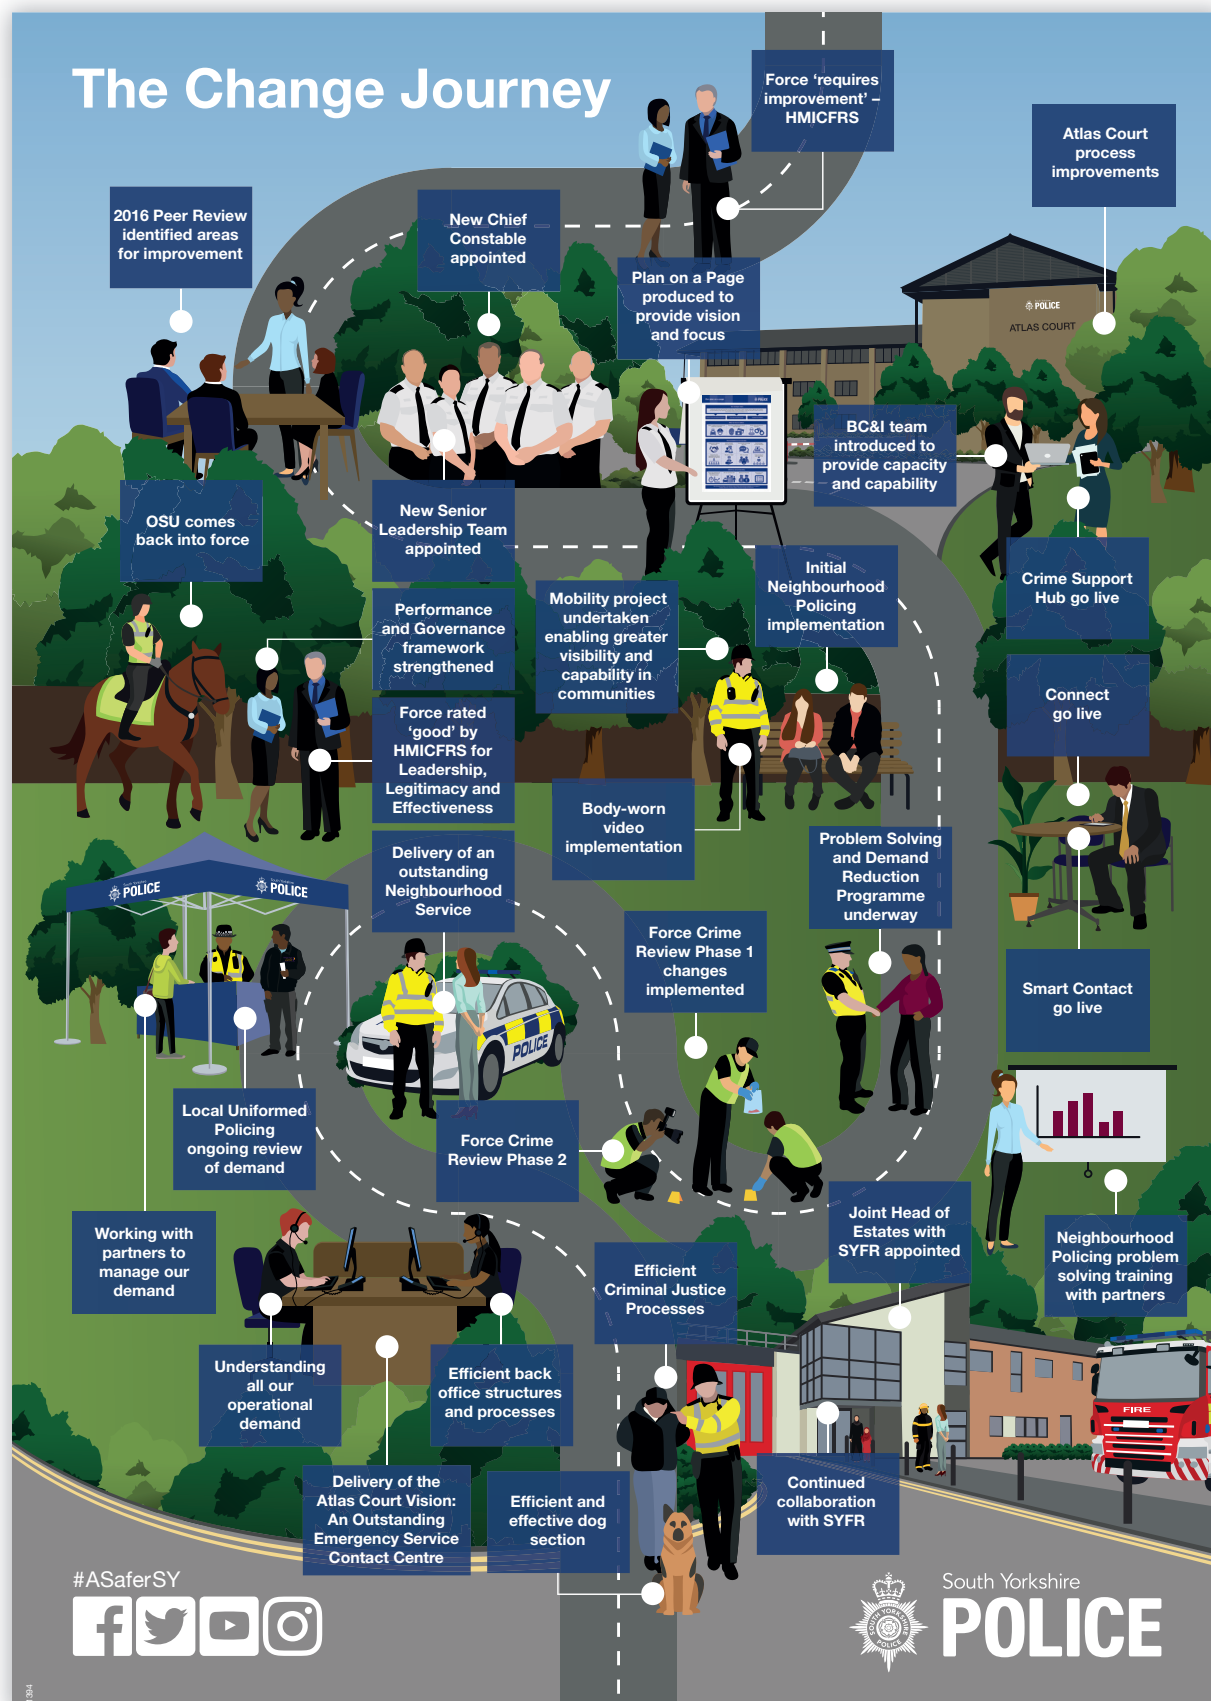 The Change Journey
Force ‘requires
improvement’ –
HMICFRS
Atlas Court
process
improvements
2016 Peer Review
identified areas
for improvement
New Chief
Constable
appointed
Plan on a Page
produced to
provide vision
and focus
POLICE
ATLAS COURT
BC&I team
introduced to
provide capacity
and capability
OSU comes
back into force
New Senior
Leadership Team
appointed
Initial
Neighbourhood
Policing
implementation
Crime Support
Hub go live
Performance
and Governance
framework
strengthened
Mobility project
undertaken
enabling greater
visibility and
capability in
communities
Connect
go live
Force rated
‘good’ by
HMICFRS for
Leadership,
Legitimacy and
Effectiveness
Body-worn
video
implementation
Problem Solving
and Demand
Reduction
Programme
underway
Delivery of an
outstanding
Neighbourhood
Service
South Yorkshire
POLICE
South Yorkshire
POLICE
Force Crime
Review Phase 1
changes
implemented
Smart Contact
go live
POLICE
Local Uniformed
Policing
ongoing review
of demand
Force Crime
Review Phase 2
Working with
partners to
manage our
demand
Joint Head of
Estates with
SYFR appointed
Neighbourhood
Policing problem
solving training
with partners
Efficient
Criminal Justice
Processes
Understanding
all our
operational
demand
Efficient back
office structures
and processes
FIRE
Delivery of the
Atlas Court Vision:
An Outstanding
Emergency Service
Contact Centre
Efficient and
effective dog
section
Continued
collaboration
with SYFR
#ASaferSY
SOUTH YORKSHIRE
POLICE
South Yorkshire
POLICE